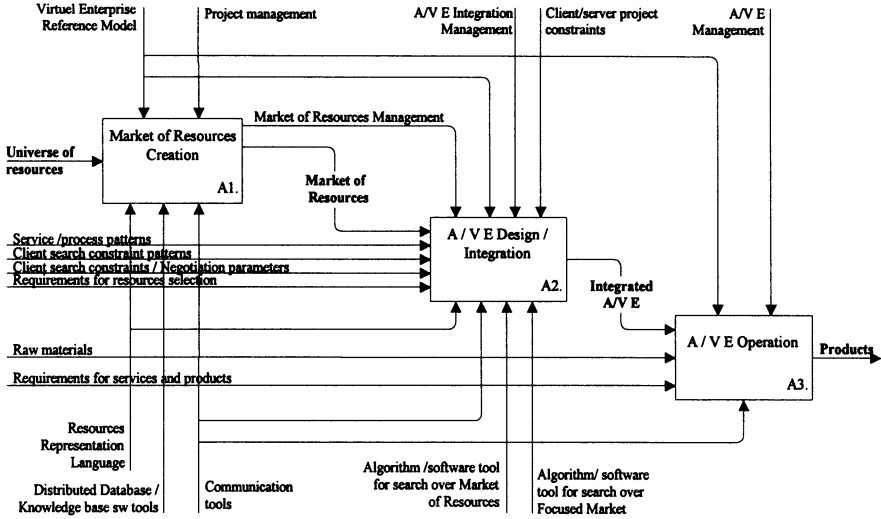 Virtuel Enterprise
Reference Model
Project management
A/V E Integration
Management
Client/server project
constraints
A/V E
Management
Market of Resources
Creation
A1.
Market of Resources Management
Universe of
resources
Market of
Resources
Service /process patterns
Client search constraint patterns
Client search constraints / Negotiation parameters
Requirements for resources selection
A / V E Design /
Integration
A2.
Integrated
A/V E
A / V E Operation
A3.
Products
Raw materials
Requirements for services and products
Resources
Representation
Language
Distributed Database /
Knowledge base sw tools
Communication
tools
Algorithm /software tool
for search over Market
of Resources
Algorithm/ software
tool for search over
Focused Market